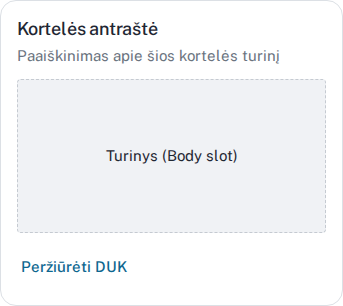 Kortelės antraštė
Paaiškinimas apie šios kortelės turinį
Turinys (Body slot)
Peržiūrėti DUK